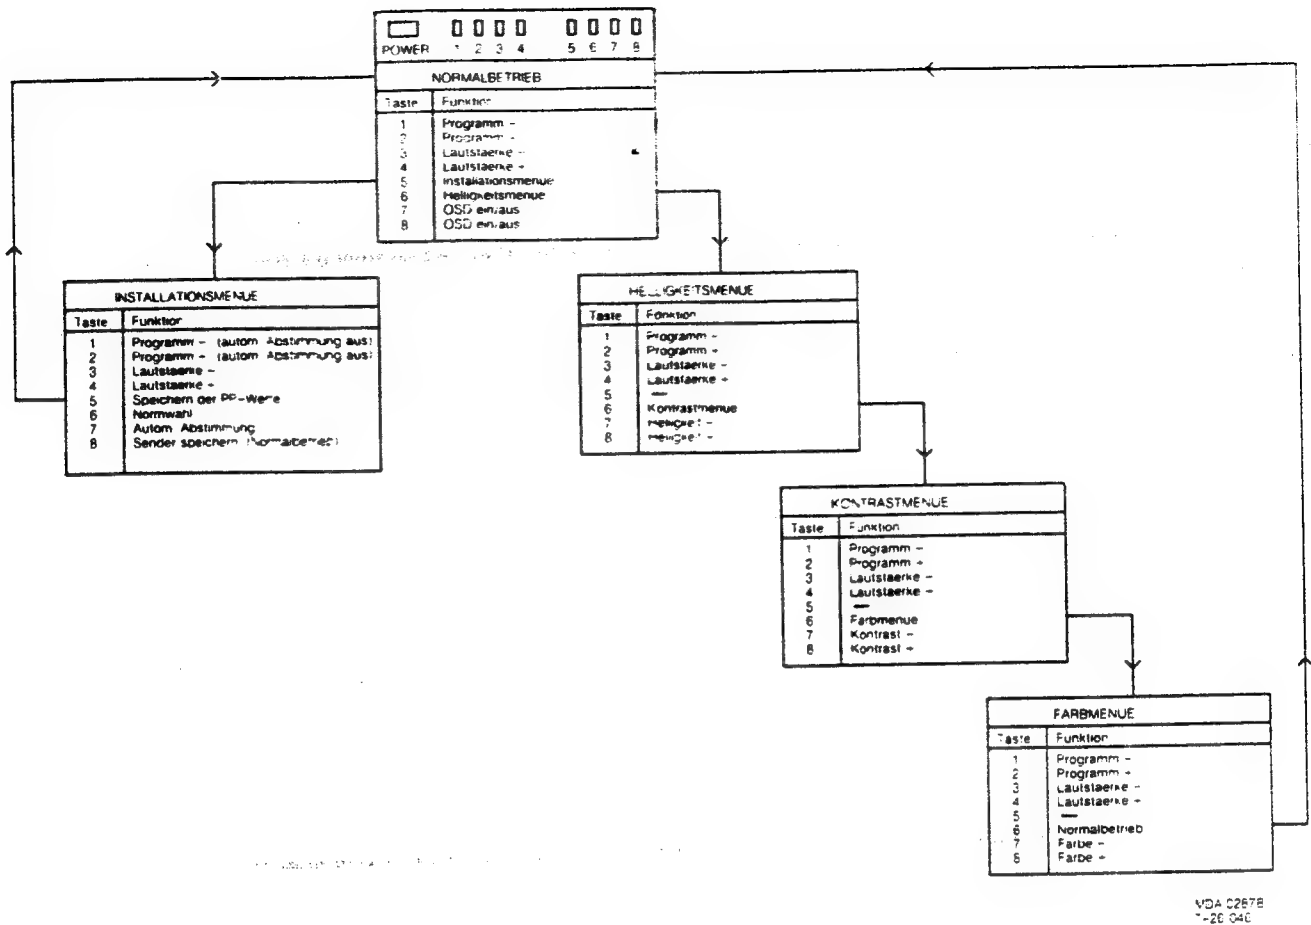 POWER 1 2 3 4 5 6 7 8
NORMALBETRIEB
Taste Funktion
1 Programm -
2 Programm -
3 Lautstaerke -
4 Lautstaerke +
5 Installationsmenue
6 Helligkeitsmenue
7 OSD ein/aus
8 OSD ein/aus
INSTALLATIONSMENUE
Taste Funktion
1 Programm - (autom Abstimmung aus)
2 Programm + (autom Abstimmung aus)
3 Lautstaerke -
4 Lautstaerke +
5 Speichern der PP-Werte
6 Normwahl
7 Autom Abstimmung
8 Sender speichern (Normalbetrieb)
HELLIGKEITSMENUE
Taste Funktion
1 Programm -
2 Programm +
3 Lautstaerke -
4 Lautstaerke +
5 —
6 Kontrastmenue
7 Helligkeit -
8 Helligkeit -
KONTRASTMENUE
Taste Funktion
1 Programm -
2 Programm +
3 Lautstaerke -
4 Lautstaerke -
5 —
6 Farbmenue
7 Kontrast -
8 Kontrast +
FARBMENUE
Taste Funktion
1 Programm -
2 Programm +
3 Lautstaerke -
4 Lautstaerke +
5 —
6 Normalbetrieb
7 Farbe -
8 Farbe +
MDA 02878